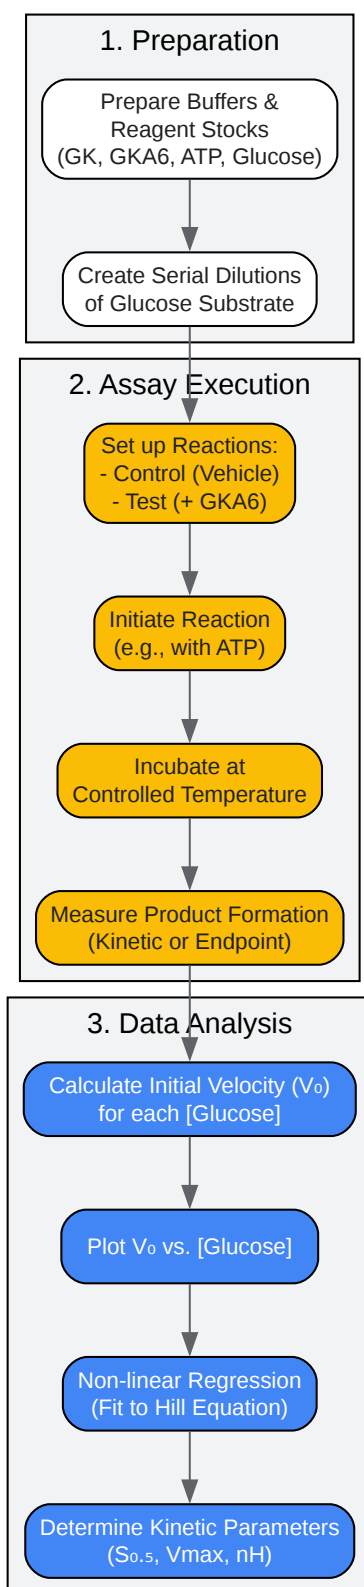 1. Preparation
Prepare Buffers &
Reagent Stocks
(GK, GKA6, ATP, Glucose)
Create Serial Dilutions
of Glucose Substrate
2. Assay Execution
Set up Reactions:
- Control (Vehicle)
- Test (+ GKA6)
Initiate Reaction
(e.g., with ATP)
Incubate at
Controlled Temperature
Measure Product Formation
(Kinetic or Endpoint)
3. Data Analysis
Calculate Initial Velocity (V₀)
for each [Glucose]
Plot V₀ vs. [Glucose]
Non-linear Regression
(Fit to Hill Equation)
Determine Kinetic Parameters
(S₀.₅, Vmax, nH)